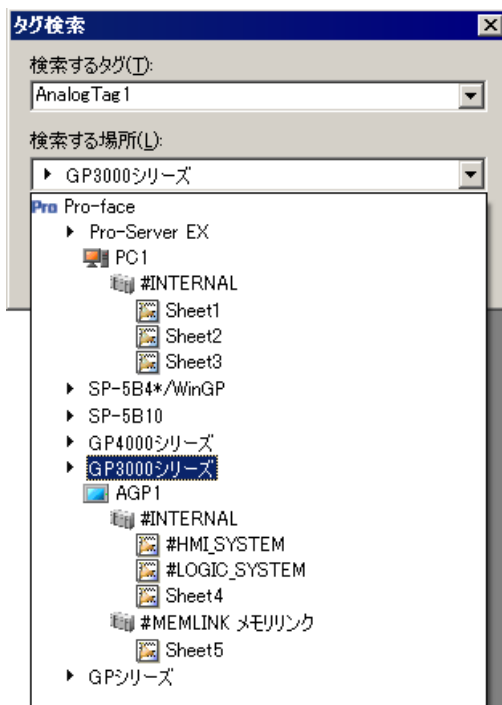 タグ検索
検索するタグ(T):
AnalogTag1
検索する場所(L):
GP3000シリーズ
Pro Pro-face
Pro-Server EX
PC1
#INTERNAL
Sheet1
Sheet2
Sheet3
SP-5B4*/WinGP
SP-5B10
GP4000シリーズ
GP3000シリーズ
AGP1
#INTERNAL
#HMI_SYSTEM
#LOGIC_SYSTEM
Sheet4
#MEMLINK メモリリンク
Sheet5
GPシリーズ